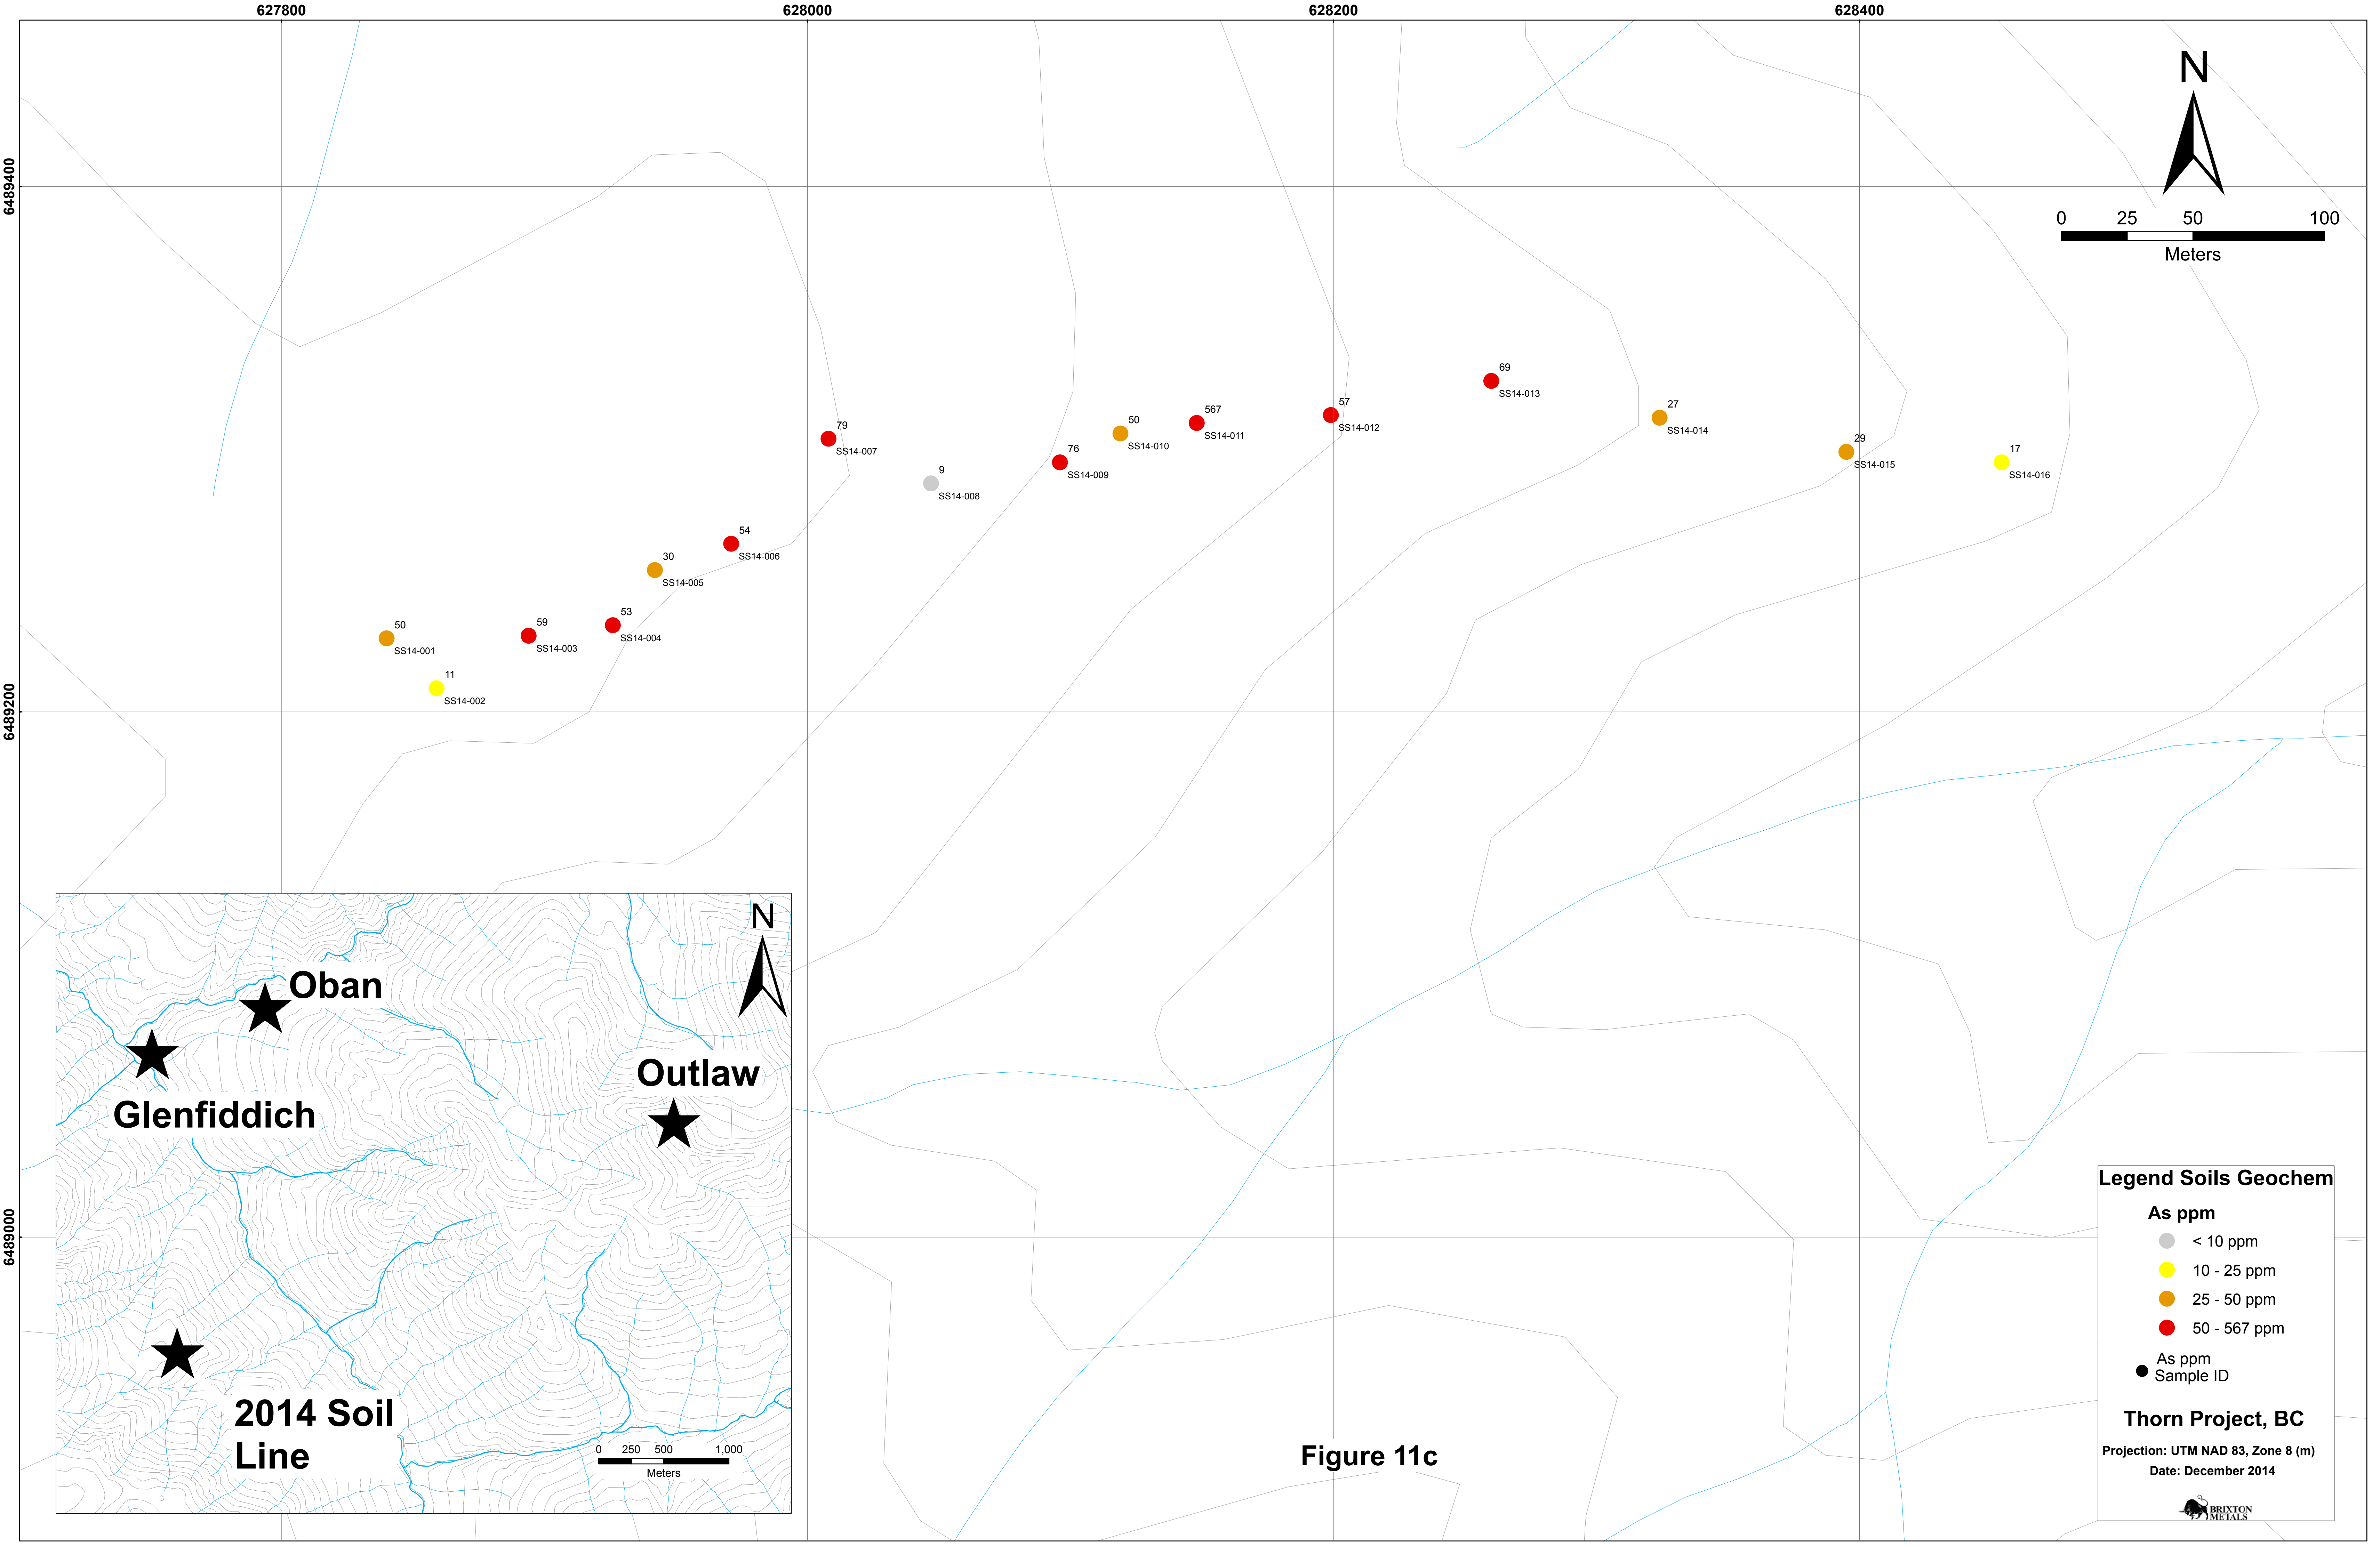 627800
628000
628200
628400
6489400
6489200
6489000
N
0 25 50 100
Meters
69
SS14-013
57
SS14-012
567
SS14-011
27
SS14-014
50
SS14-010
79
SS14-007
29
SS14-015
76
SS14-009
17
SS14-016
9
SS14-008
54
SS14-006
30
SS14-005
53
SS14-004
59
SS14-003
50
SS14-001
11
SS14-002
N
Oban
Outlaw
Glenfiddich
2014 Soil
Line
0 250 500 1,000
Meters
Figure 11c
Legend Soils Geochem
As ppm
< 10 ppm
10 - 25 ppm
25 - 50 ppm
50 - 567 ppm
As ppm
Sample ID
Thorn Project, BC
Projection: UTM NAD 83, Zone 8 (m)
Date: December 2014
BRIXTON
METALS